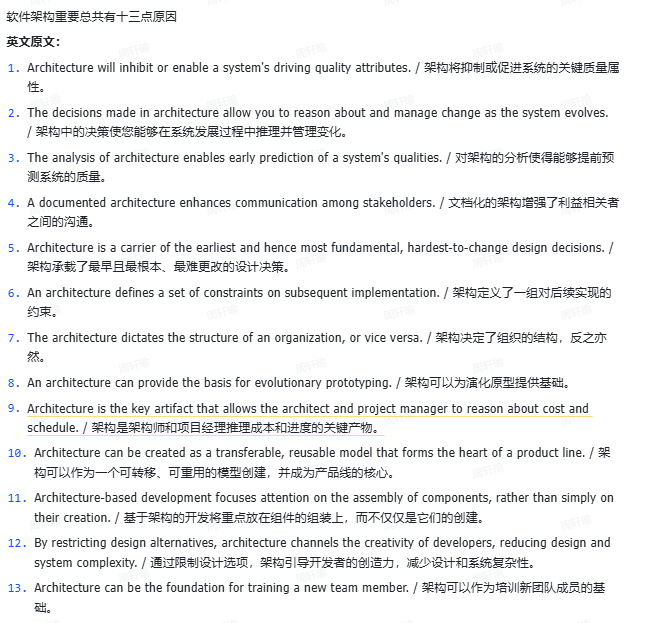 软件架构重要总共有十三点原因
英文原文：
1. Architecture will inhibit or enable a system's driving quality attributes. / 架构将抑制或促进系统的关键质量属
性。
2. The decisions made in architecture allow you to reason about and manage change as the system evolves.
/ 架构中的决策使您能够在系统发展过程中推理并管理变化。
3. The analysis of architecture enables early prediction of a system's qualities. / 对架构的分析使得能够提前预
测系统的质量。
4. A documented architecture enhances communication among stakeholders. / 文档化的架构增强了利益相关者
之间的沟通。
5. Architecture is a carrier of the earliest and hence most fundamental, hardest-to-change design decisions. /
架构承载了最早且最根本、最难更改的设计决策。
6. An architecture defines a set of constraints on subsequent implementation. / 架构定义了一组对后续实现的
约束。
7. The architecture dictates the structure of an organization, or vice versa. / 架构决定了组织的结构，反之亦
然。
8. An architecture can provide the basis for evolutionary prototyping. / 架构可以为演化原型提供基础。
9. Architecture is the key artifact that allows the architect and project manager to reason about cost and
schedule. / 架构是架构师和项目经理推理成本和进度的关键产物。
10. Architecture can be created as a transferable, reusable model that forms the heart of a product line. / 架
构可以作为一个可转移、可重用的模型创建，并成为产品线的核心。
11. Architecture-based development focuses attention on the assembly of components, rather than simply on
their creation. / 基于架构的开发将重点放在组件的组装上，而不仅仅是它们的创建。
12. By restricting design alternatives, architecture channels the creativity of developers, reducing design and
system complexity. / 通过限制设计选项，架构引导开发者的创造力，减少设计和系统复杂性。
13. Architecture can be the foundation for training a new team member. / 架构可以作为培训新团队成员的基
础。